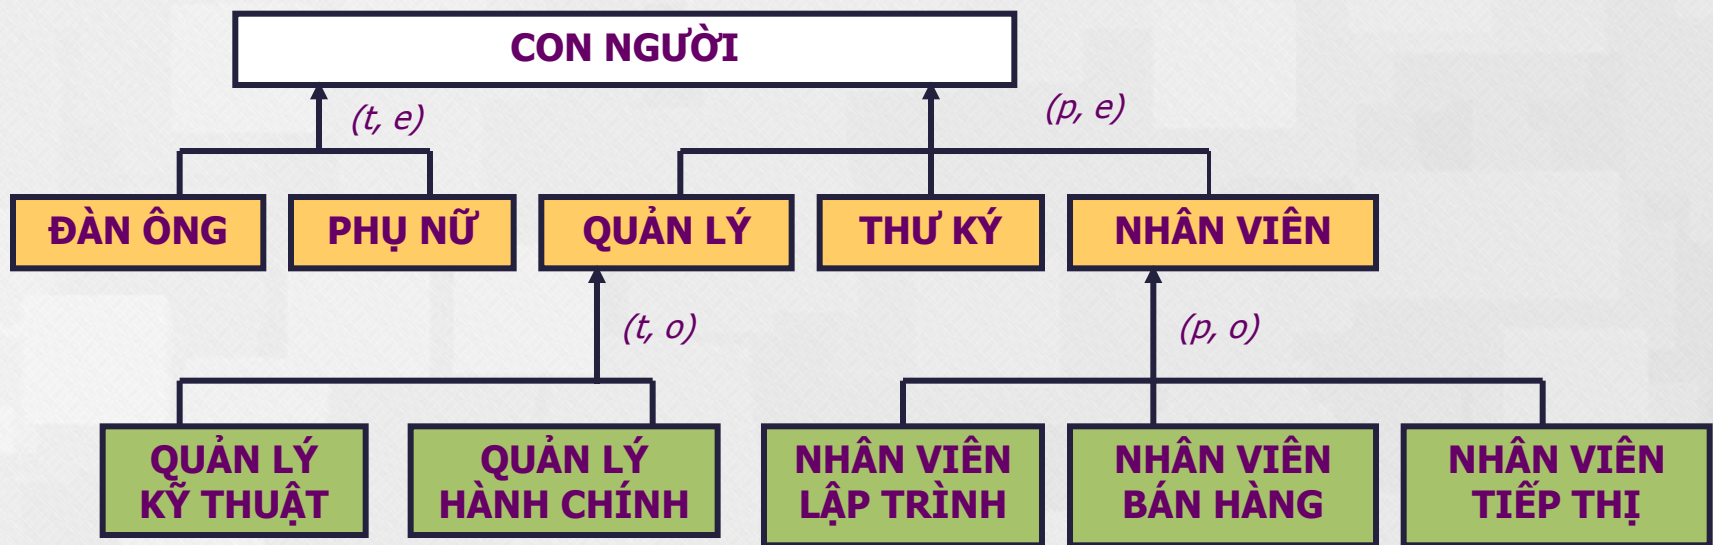 CON NGƯỜI
(t, e)
(p, e)
ĐÀN ÔNG
PHỤ NỮ
QUẢN LÝ
THƯ KÝ
NHÂN VIÊN
(t, o)
(p, o)
QUẢN LÝ
KỸ THUẬT
QUẢN LÝ
HÀNH CHÍNH
NHÂN VIÊN
LẬP TRÌNH
NHÂN VIÊN
BÁN HÀNG
NHÂN VIÊN
TIẾP THỊ